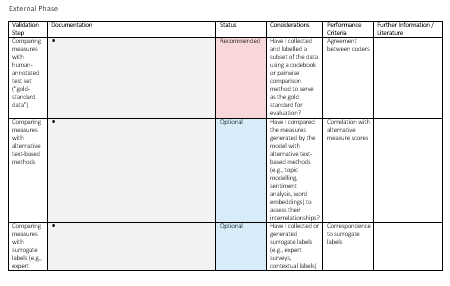 External Phase
Validation Step
Documentation
Status
Considerations
Performance Criteria
Further Information / Literature
Comparing
measures
with
human-
annotated
test set
("gold-
standard
data")
•
Recommended
Have I collected
and labelled a
subset of the data
using a codebook
or pairwise
comparison
method to serve
as the gold
standard for
evaluation?
Agreement
between coders
Comparing
measures
with
alternative
text-based
methods
•
Optional
Have I compared
the measures
generated by the
model with
alternative text-
based methods
(e.g., topic
modelling,
sentiment
analysis, word
embeddings) to
assess their
interrelationships?
Correlation with
alternative
measure scores
Comparing
measures
with
surrogate
labels (e.g.,
expert
•
Optional
Have I collected or
generated
surrogate labels
(e.g., expert
surveys,
contextual labels)
Correspondence
to surrogate
labels